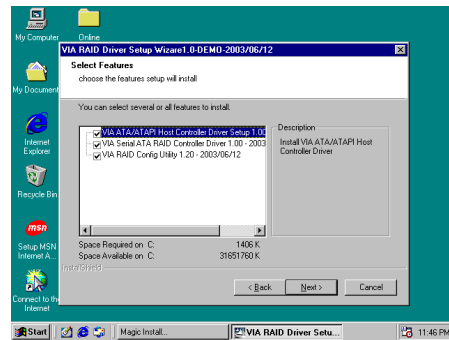 My Computer
Online
VIA RAID Driver Setup Wizare1.0-DEMO-2003/06/12
Select Features
choose the features setup will install
My Document
You can select several or all features to install.
VIA ATA/ATAPI Host Controller Driver Setup 1.00
VIA Serial ATA RAID Controller Driver 1.00 - 2003
VIA RAID Config Utility 1.20 - 2003/06/12
Description
Install VIA ATA/ATAPI Host
Controller Driver
Internet
Explorer
Recycle Bin
msn
Setup MSN
Internet A...
Space Required on C: 1406 K
Space Available on C: 31651760 K
InstallShield
< Back
Next >
Cancel
Connect to the
Internet
Start
Magic Install...
VIA RAID Driver Setu...
11:46 PM